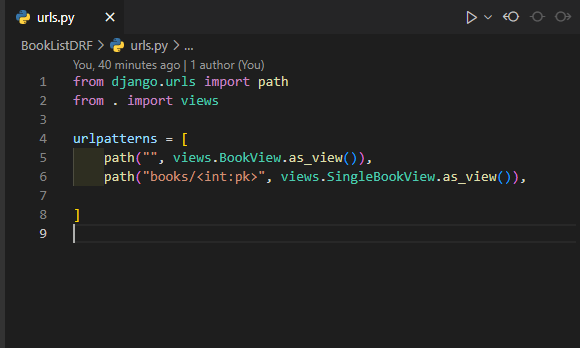 urls.py
BookListDRF > urls.py > ...
You, 40 minutes ago | 1 author (You)
1 from django.urls import path
2 from . import views
3
4 urlpatterns = [
5     path("", views.BookView.as_view()),
6     path("books/<int:pk>", views.SingleBookView.as_view()),
7
8 ]
9